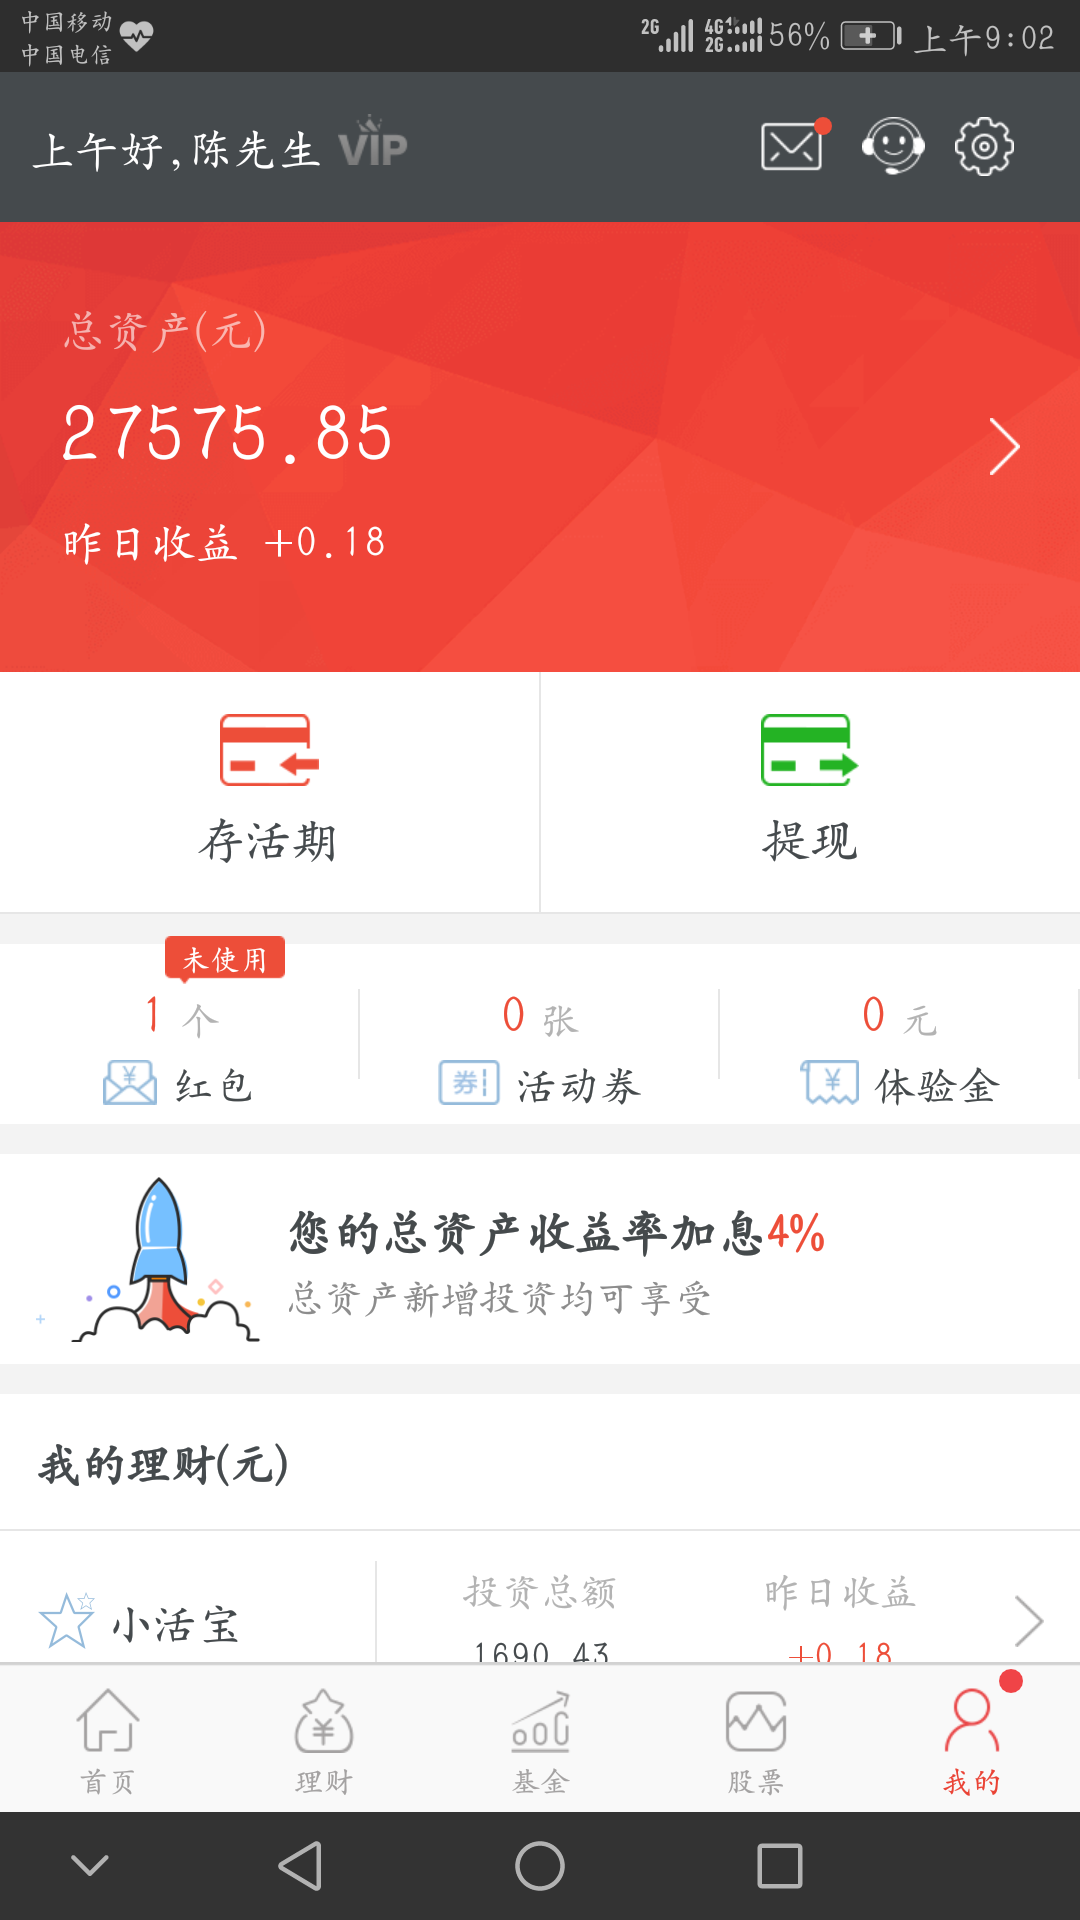 中国移动
中国电信
2G 4G 2G 56% 上午9:02
上午好,陈先生 VIP
总资产(元)
27575.85
昨日收益 +0.18
存活期 提现
未使用
1 个 0 张 0 元
¥ 红包 券 活动券 ¥ 体验金
您的总资产收益率加息4%
总资产新增投资均可享受
我的理财(元)
投资总额 昨日收益
小活宝
1690.43 +0.18
¥
首页 理财 基金 股票 我的